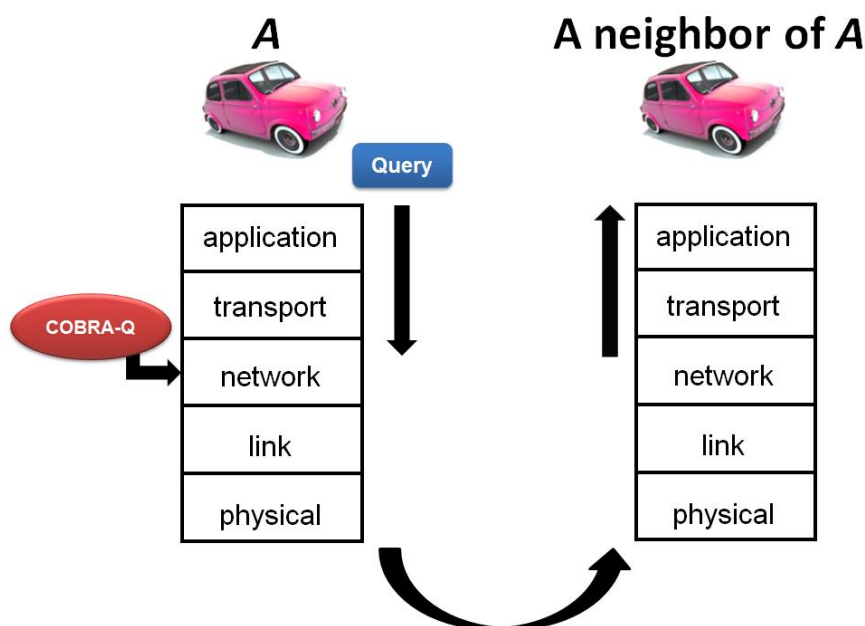 A
A neighbor of A
Query
application
transport
network
link
physical
COBRA-Q
application
transport
network
link
physical